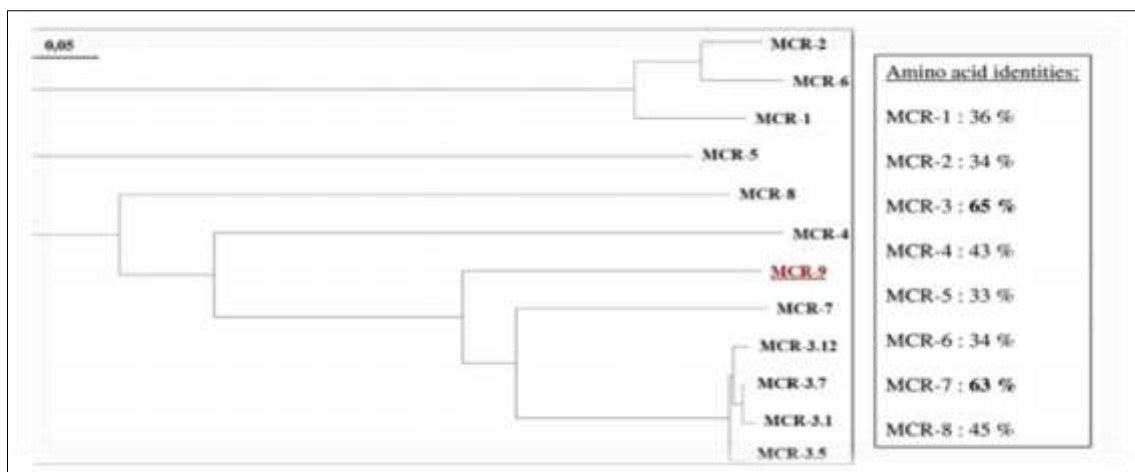 0,05
MCR-2
MCR-6
MCR-1
MCR-5
MCR-8
MCR-4
MCR-9
MCR-7
MCR-3.12
MCR-3.7
MCR-3.1
MCR-3.5
Amino acid identities:
MCR-1 : 36 %
MCR-2 : 34 %
MCR-3 : 65 %
MCR-4 : 43 %
MCR-5 : 33 %
MCR-6 : 34 %
MCR-7 : 63 %
MCR-8 : 45 %